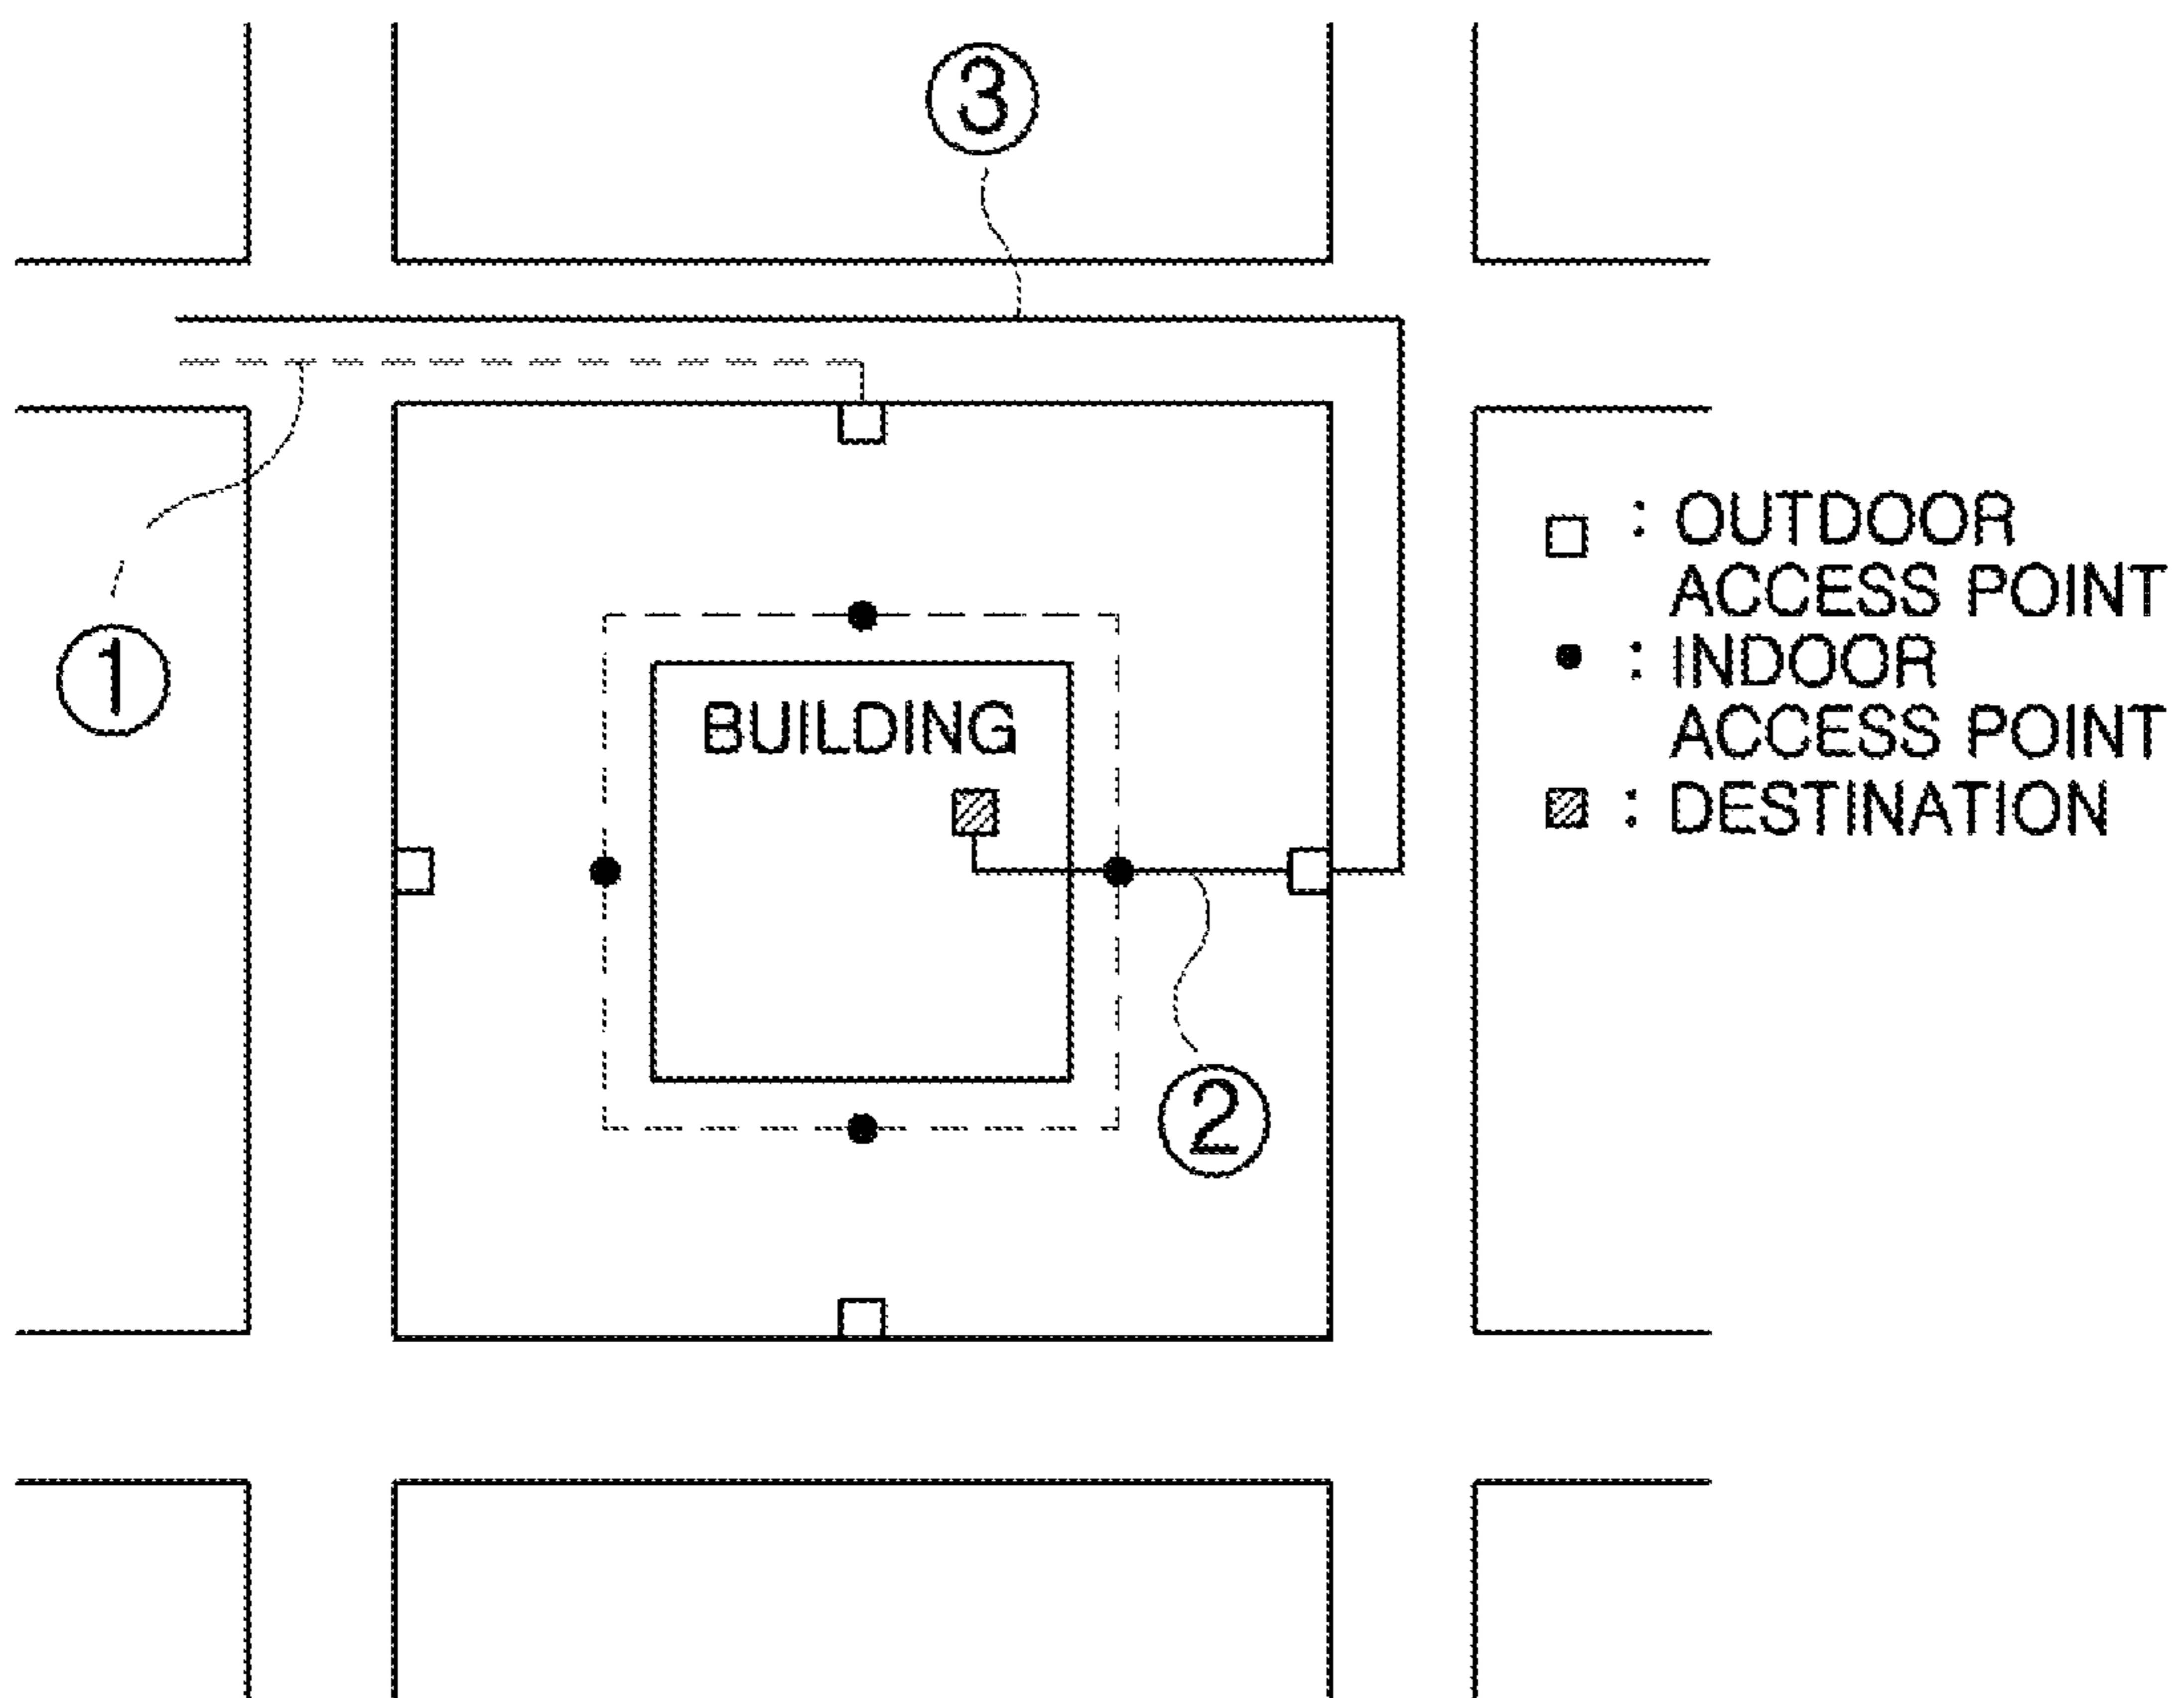 ③
①
BUILDING
②
□ : OUTDOOR
ACCESS POINT
● : INDOOR
ACCESS POINT
▨ : DESTINATION